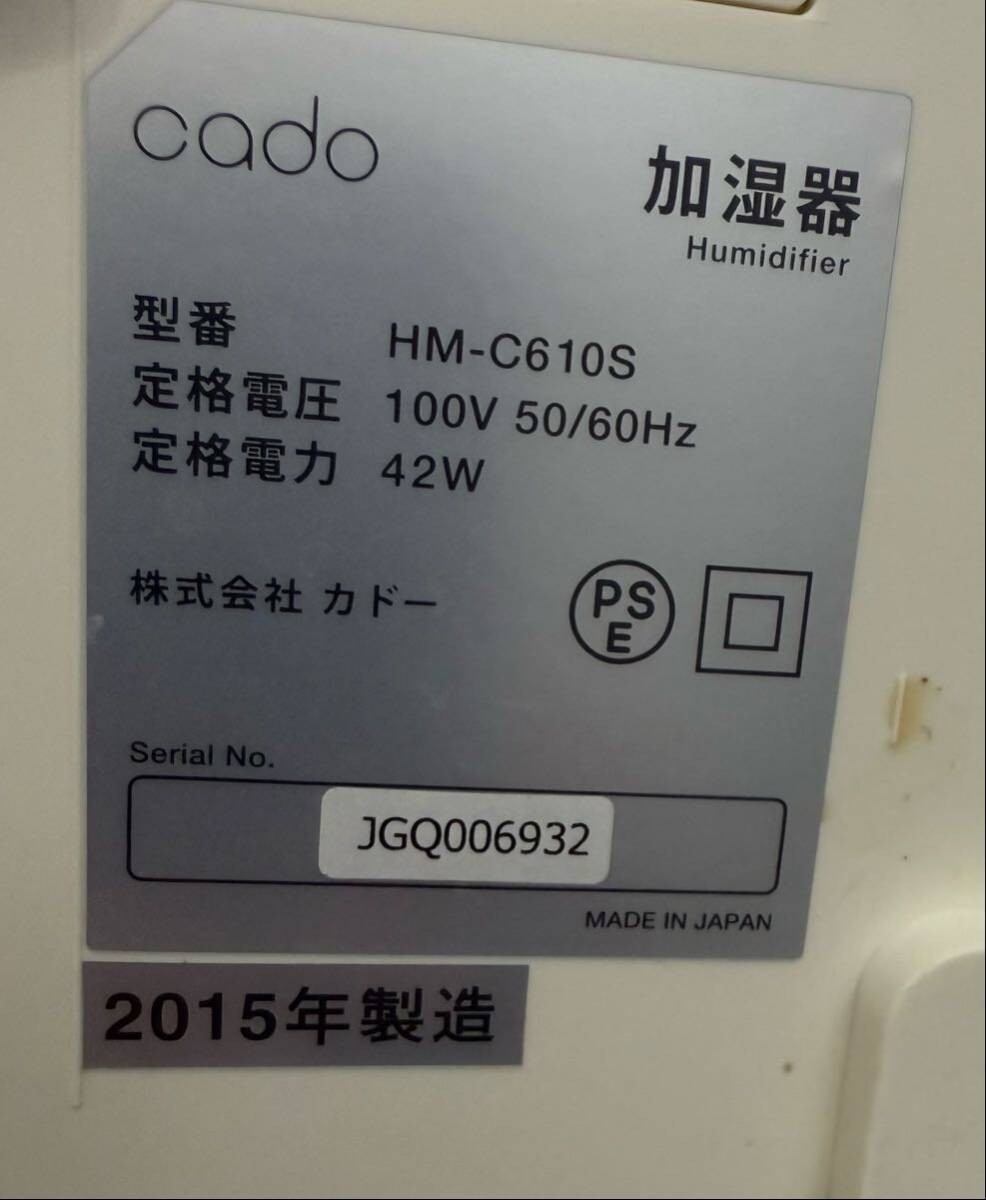 cado
加湿器
Humidifier
型番 HM-C610S
定格電圧 100V 50/60Hz
定格電力 42W
株式会社 カドー
PSE
Serial No.
JGQ006932
MADE IN JAPAN
2015年製造